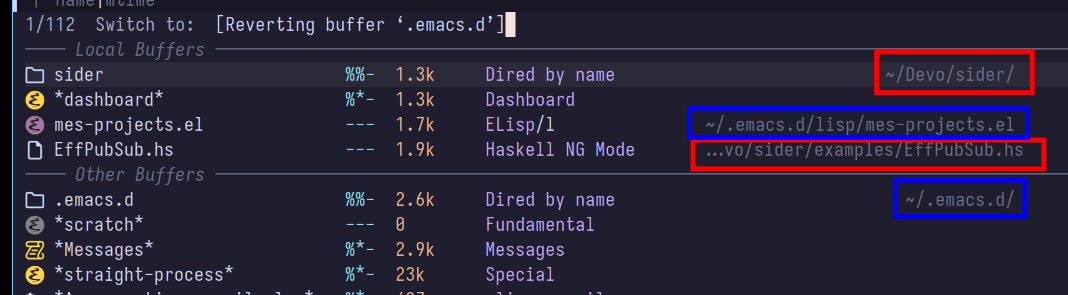 name|mtime
1/112 Switch to: [Reverting buffer ‘.emacs.d’]
Local Buffers
sider %%- 1.3k Dired by name ~/Devo/sider/
*dashboard* %*- 1.3k Dashboard
mes-projects.el --- 1.7k ELisp/l ~/.emacs.d/lisp/mes-projects.el
EffPubSub.hs --- 1.9k Haskell NG Mode …vo/sider/examples/EffPubSub.hs
Other Buffers
.emacs.d %%- 2.6k Dired by name ~/.emacs.d/
*scratch* --- 0 Fundamental
*Messages* %*- 2.9k Messages
*straight-process* %*- 23k Special